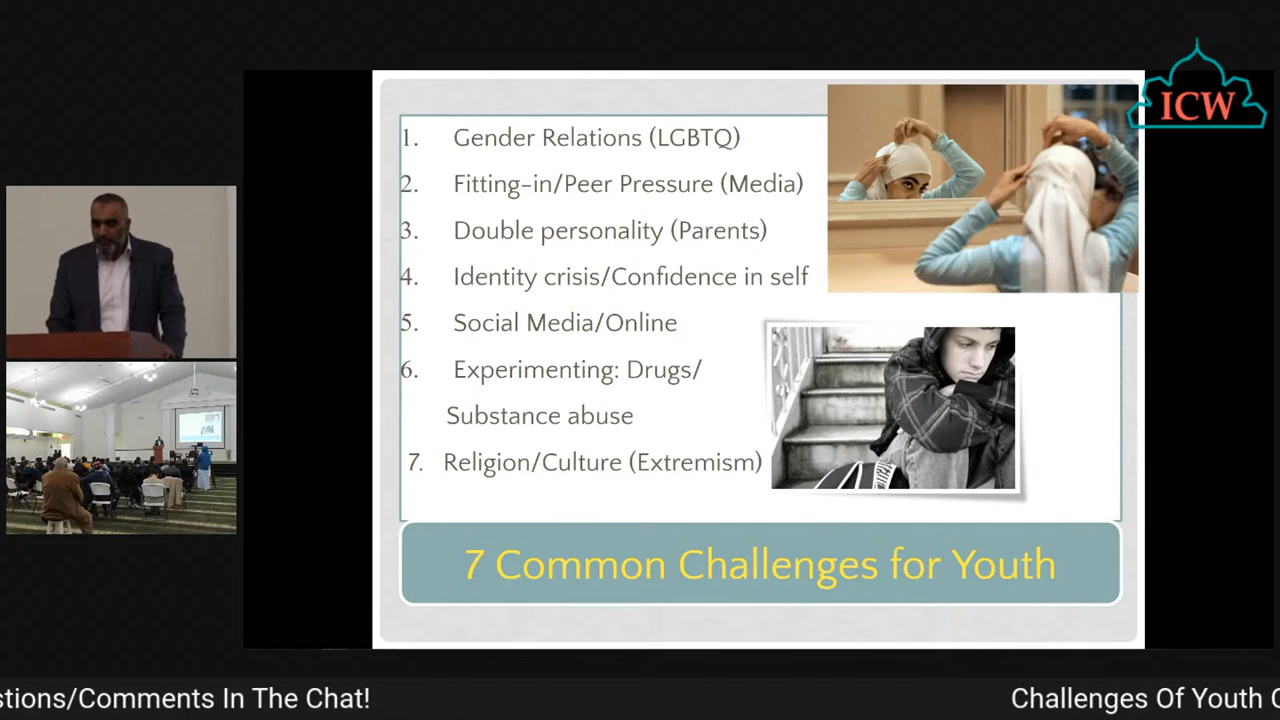 ICW
1. Gender Relations (LGBTQ)
2. Fitting-in/Peer Pressure (Media)
3. Double personality (Parents)
4. Identity crisis/Confidence in self
5. Social Media/Online
6. Experimenting: Drugs/
Substance abuse
7. Religion/Culture (Extremism)
7 Common Challenges for Youth
stions/Comments In The Chat!
Challenges Of Youth